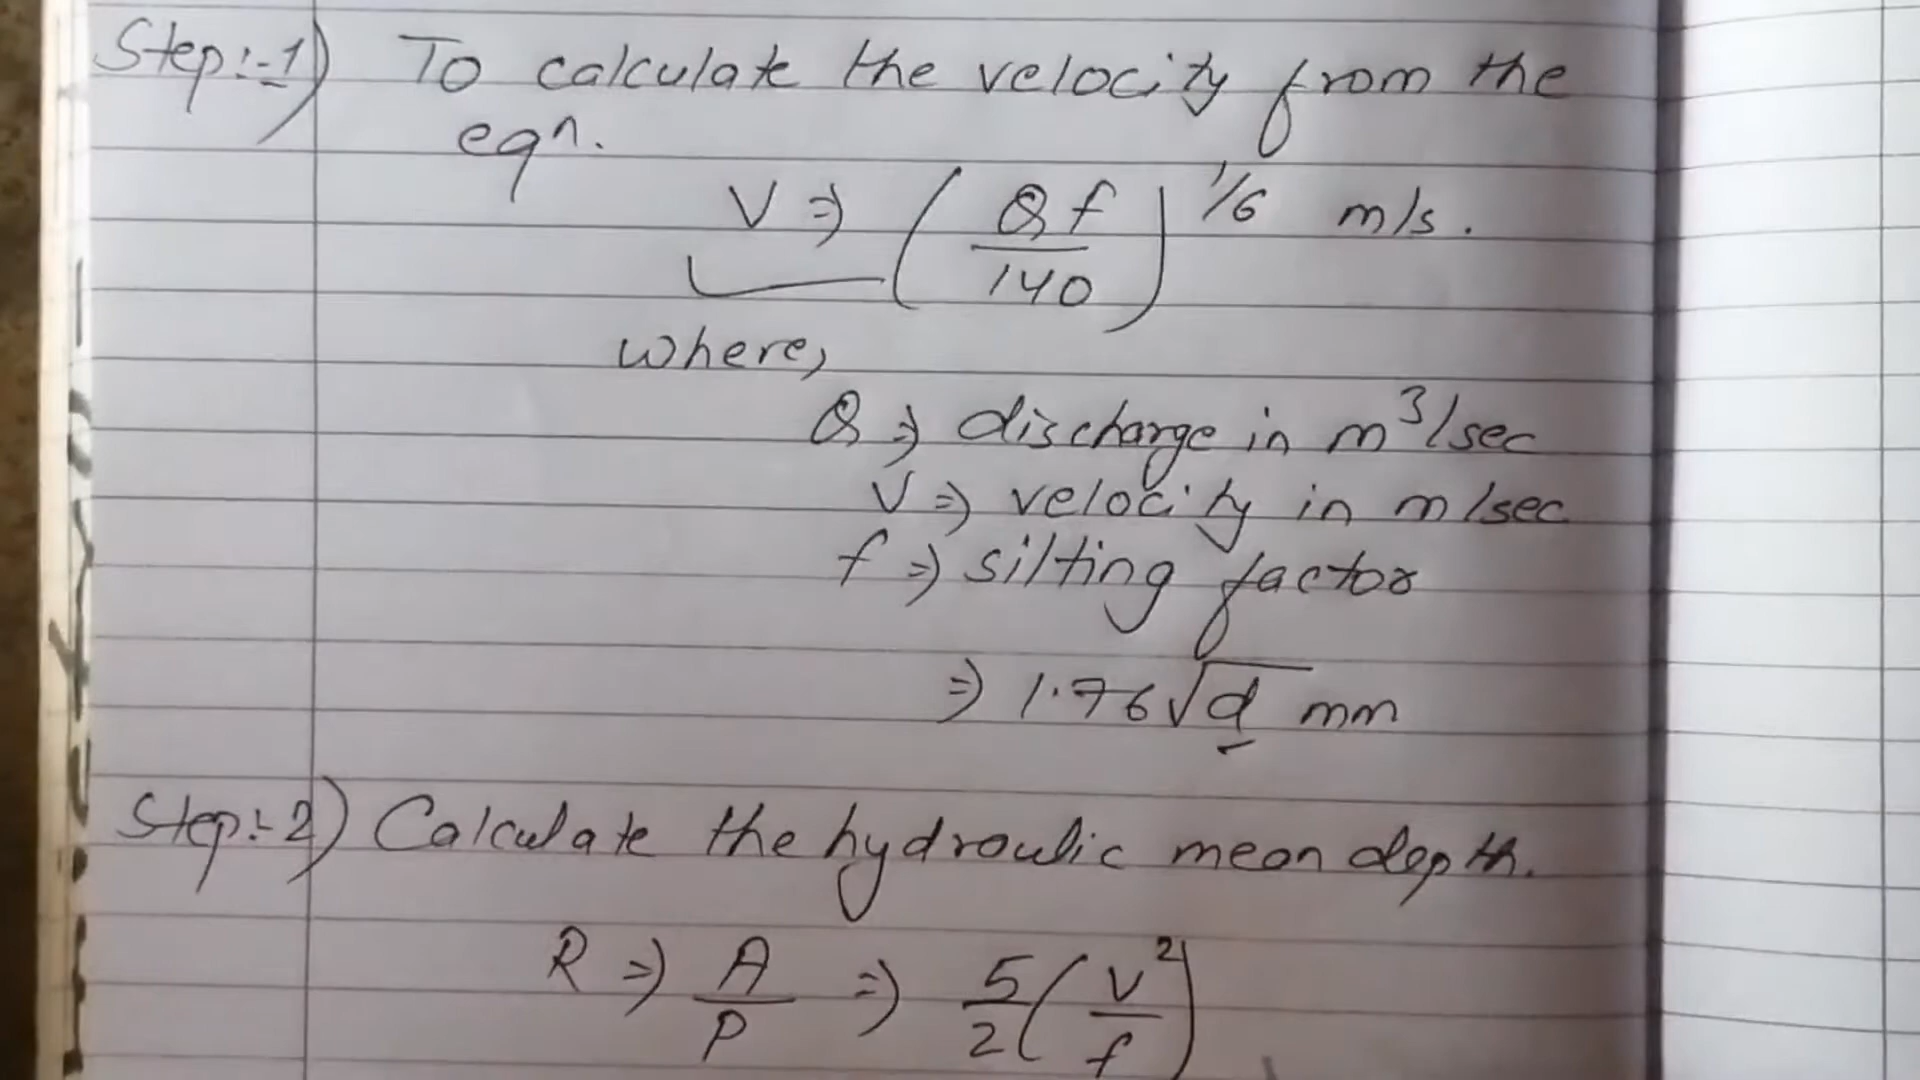 Step:-1) To calculate the velocity from the
eqn.
V ⇒ (Qf/140)^1/6 m/s.
where,
Q ⇒ discharge in m³/sec
V ⇒ velocity in m/sec
f ⇒ silting factor
⇒ 1.76√d mm
Step:-2) Calculate the hydroulic mean depth.
R ⇒ A/P ⇒ 5/2 (V²/f)